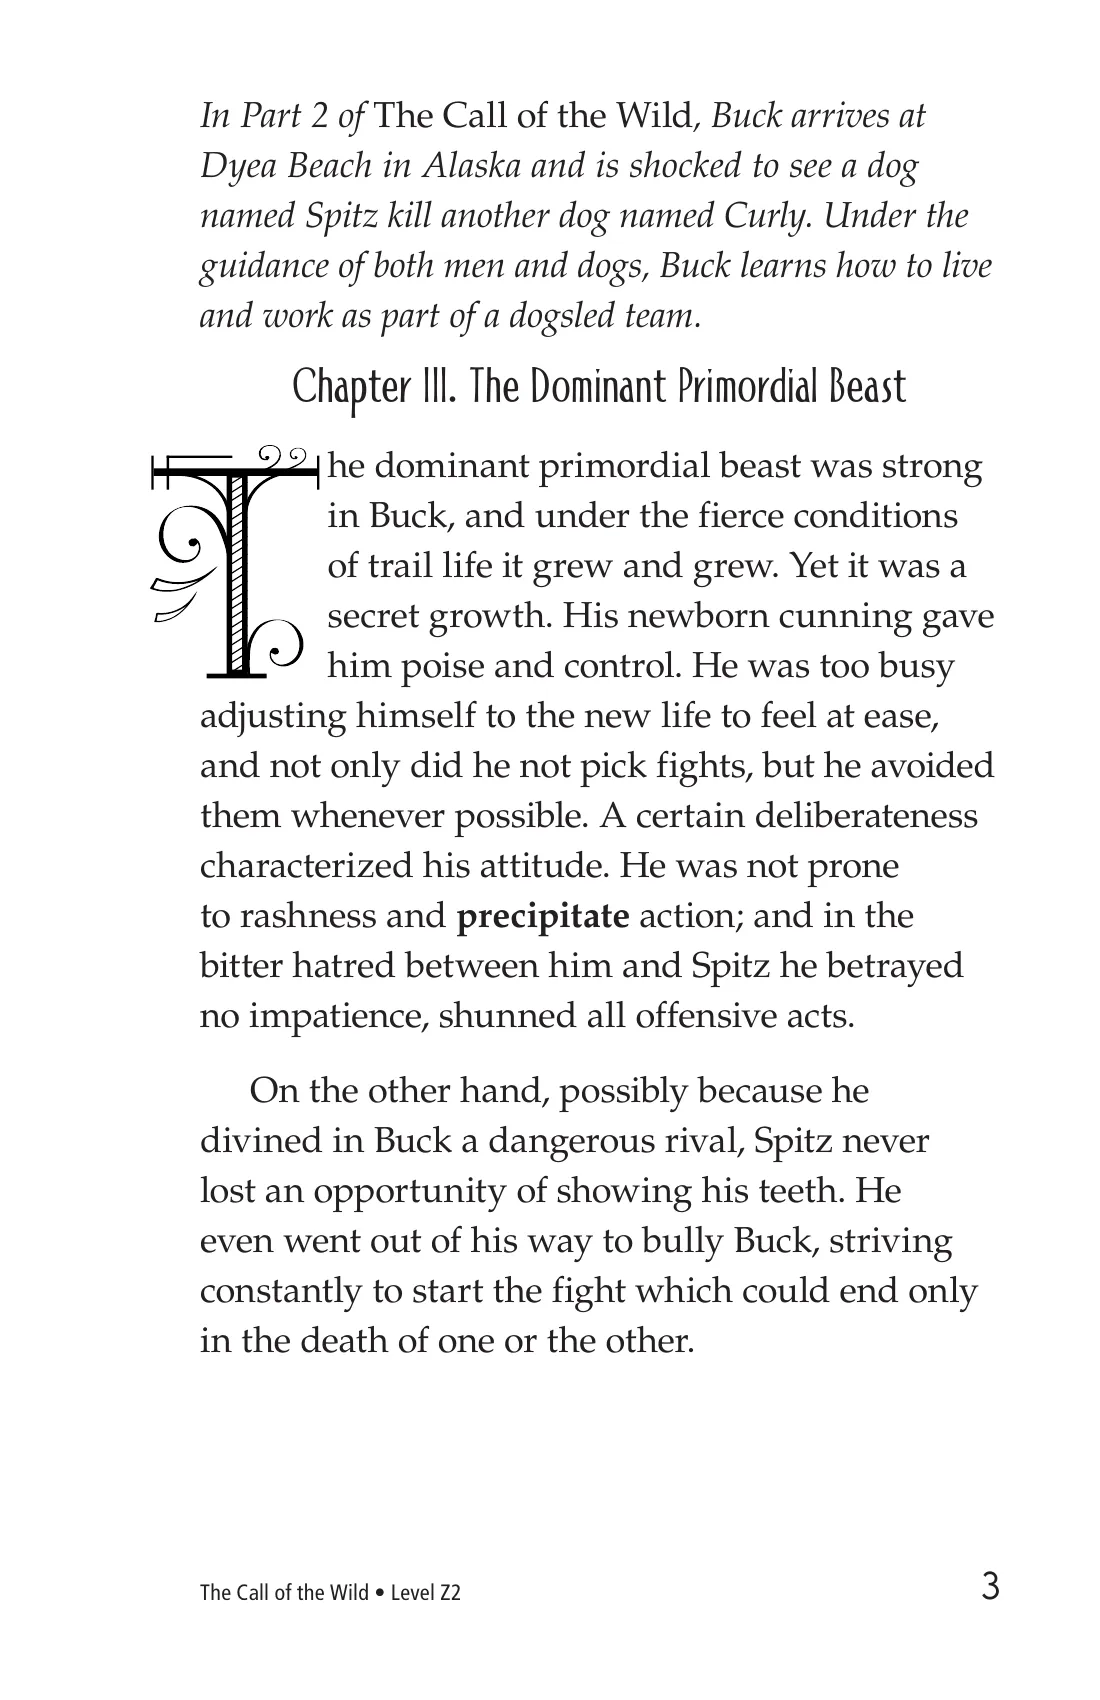 In Part 2 of The Call of the Wild, Buck arrives at
Dyea Beach in Alaska and is shocked to see a dog
named Spitz kill another dog named Curly. Under the
guidance of both men and dogs, Buck learns how to live
and work as part of a dogsled team.
Chapter III. The Dominant Primordial Beast
The dominant primordial beast was strong
in Buck, and under the fierce conditions
of trail life it grew and grew. Yet it was a
secret growth. His newborn cunning gave
him poise and control. He was too busy
adjusting himself to the new life to feel at ease,
and not only did he not pick fights, but he avoided
them whenever possible. A certain deliberateness
characterized his attitude. He was not prone
to rashness and precipitate action; and in the
bitter hatred between him and Spitz he betrayed
no impatience, shunned all offensive acts.
On the other hand, possibly because he
divined in Buck a dangerous rival, Spitz never
lost an opportunity of showing his teeth. He
even went out of his way to bully Buck, striving
constantly to start the fight which could end only
in the death of one or the other.
The Call of the Wild • Level Z2
3